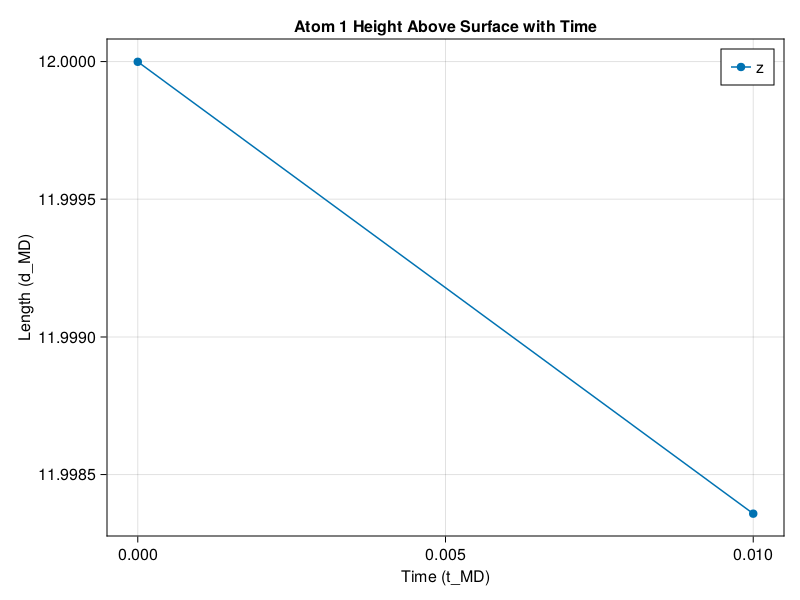 Atom 1 Height Above Surface with Time
z
12.0000
11.9995
11.9990
11.9985
Length (d_MD)
0.000 0.005 0.010
Time (t_MD)